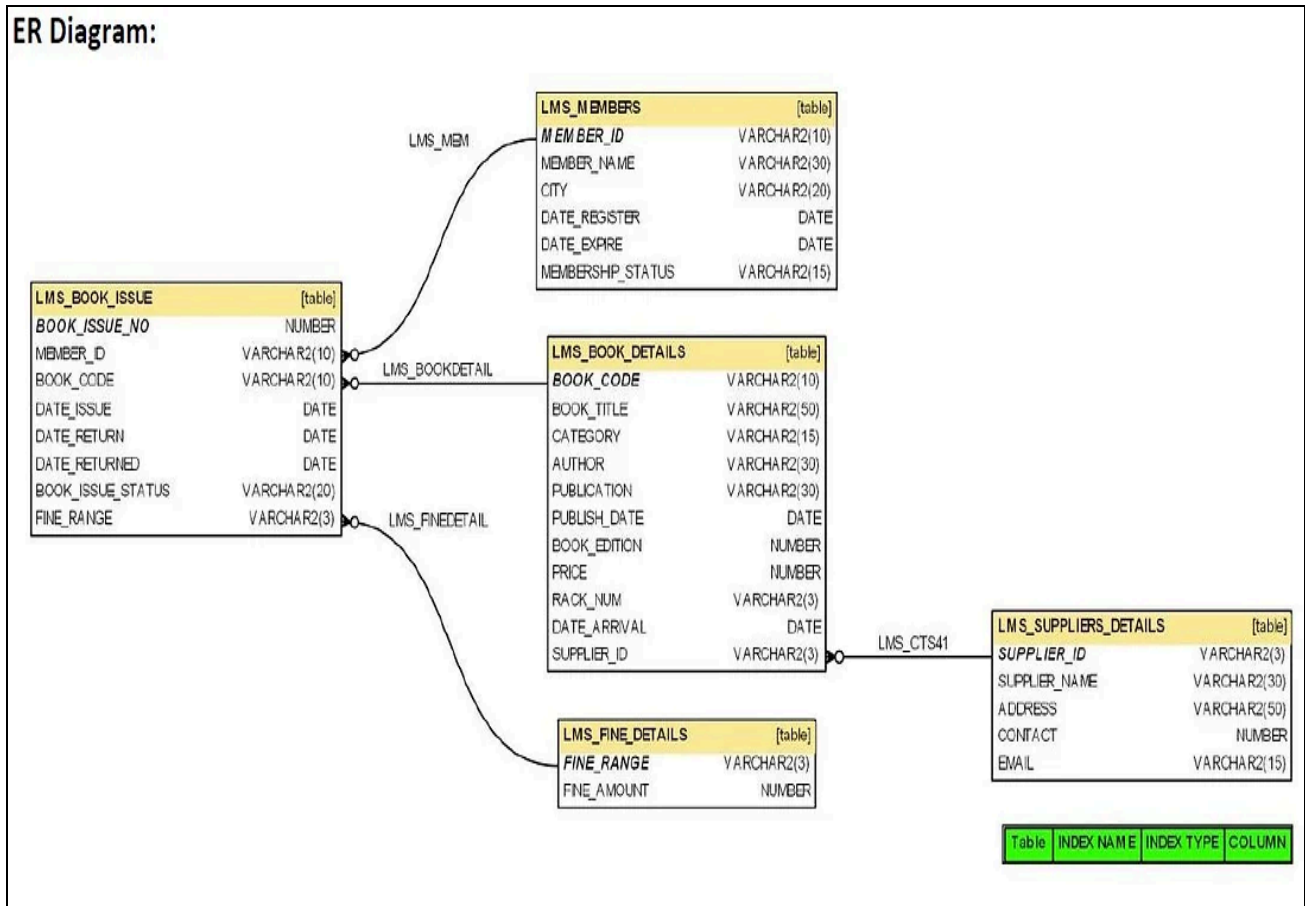 ER Diagram:
LMS_MEM
LMS_MEMBERS [table]
MEMBER_ID VARCHAR2(10)
MEMBER_NAME VARCHAR2(30)
CITY VARCHAR2(20)
DATE_REGISTER DATE
DATE_EXPIRE DATE
MEMBERSHIP_STATUS VARCHAR2(15)
LMS_BOOK_ISSUE [table]
BOOK_ISSUE_NO NUMBER
MEMBER_ID VARCHAR2(10)
BOOK_CODE VARCHAR2(10)
DATE_ISSUE DATE
DATE_RETURN DATE
DATE_RETURNED DATE
BOOK_ISSUE_STATUS VARCHAR2(20)
FINE_RANGE VARCHAR2(3)
LMS_BOOKDETAIL
LMS_FINEDETAIL
LMS_BOOK_DETAILS [table]
BOOK_CODE VARCHAR2(10)
BOOK_TITLE VARCHAR2(50)
CATEGORY VARCHAR2(15)
AUTHOR VARCHAR2(30)
PUBLICATION VARCHAR2(30)
PUBLISH_DATE DATE
BOOK_EDITION NUMBER
PRICE NUMBER
RACK_NUM VARCHAR2(3)
DATE_ARRIVAL DATE
SUPPLIER_ID VARCHAR2(3)
LMS_CTS41
LMS_SUPPLIERS_DETAILS [table]
SUPPLIER_ID VARCHAR2(3)
SUPPLIER_NAME VARCHAR2(30)
ADDRESS VARCHAR2(50)
CONTACT NUMBER
EMAIL VARCHAR2(15)
LMS_FINE_DETAILS [table]
FINE_RANGE VARCHAR2(3)
FINE_AMOUNT NUMBER
Table INDEX NAME INDEX TYPE COLUMN